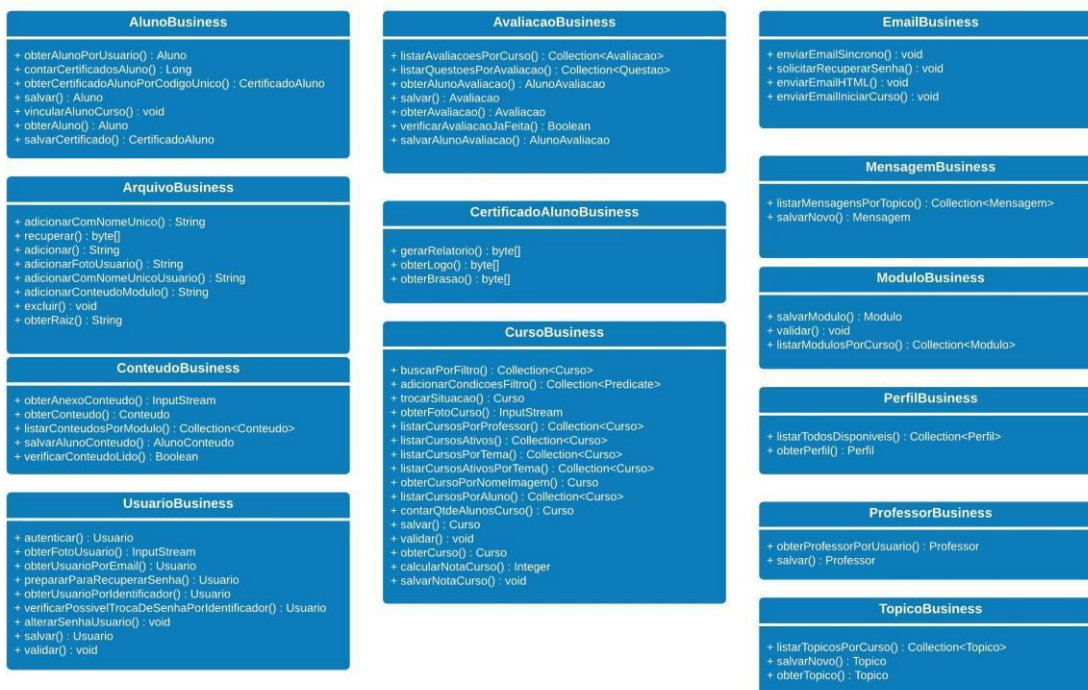 AlunoBusiness
+ obterAlunoPorUsuario() : Aluno
+ contarCertificadosAluno() : Long
+ obterCertificadoAlunoPorCodigoUnico() : CertificadoAluno
+ salvar() : Aluno
+ vincularAlunoCurso() : void
+ obterAluno() : Aluno
+ salvarCertificado() : CertificadoAluno
ArquivoBusiness
+ adicionarComNomeUnico() : String
+ recuperar() : byte[]
+ adicionar() : String
+ adicionarFotoUsuario() : String
+ adicionarComNomeUnicoUsuario() : String
+ adicionarConteudoModulo() : String
+ excluir() : void
+ obterRaiz() : String
ConteudoBusiness
+ obterAnexoConteudo() : InputStream
+ obterConteudo() : Conteudo
+ listarConteudosPorModulo() : Collection<Conteudo>
+ salvarAlunoConteudo() : AlunoConteudo
+ verificarConteudoLido() : Boolean
UsuarioBusiness
+ autenticar() : Usuario
+ obterFotoUsuario() : InputStream
+ obterUsuarioPorEmail() : Usuario
+ prepararParaRecuperarSenha() : Usuario
+ obterUsuarioPorIdentificador() : Usuario
+ verificarPossivelTrocaDeSenhaPorIdentificador() : Usuario
+ alterarSenhaUsuario() : void
+ salvar() : Usuario
+ validar() : void
AvaliacaoBusiness
+ listarAvaliacoesPorCurso() : Collection<Avaliacao>
+ listarQuestoesPorAvaliacao() : Collection<Questao>
+ obterAlunoAvaliacao() : AlunoAvaliacao
+ salvar() : Avaliacao
+ obterAvaliacao() : Avaliacao
+ verificarAvaliacaoJaFeita() : Boolean
+ salvarAlunoAvaliacao() : AlunoAvaliacao
CertificadoAlunoBusiness
+ gerarRelatorio() : byte[]
+ obterLogo() : byte[]
+ obterBrasao() : byte[]
CursoBusiness
+ buscarPorFiltro() : Collection<Curso>
+ adicionarCondicoesFiltro() : Collection<Predicate>
+ trocarSituacao() : Curso
+ obterFotoCurso() : InputStream
+ listarCursosPorProfessor() : Collection<Curso>
+ listarCursosAtivos() : Collection<Curso>
+ listarCursosPorTema() : Collection<Curso>
+ listarCursosAtivosPorTema() : Collection<Curso>
+ obterCursoPorNomeImagem() : Curso
+ listarCursosPorAluno() : Collection<Curso>
+ contarQtdeAlunosCurso() : Curso
+ salvar() : Curso
+ validar() : void
+ obterCurso() : Curso
+ calcularNotaCurso() : Integer
+ salvarNotaCurso() : void
EmailBusiness
+ enviarEmailSincrono() : void
+ solicitarRecuperarSenha() : void
+ enviarEmailHTML() : void
+ enviarEmailIniciarCurso() : void
MensagemBusiness
+ listarMensagensPorTopico() : Collection<Mensagem>
+ salvarNovo() : Mensagem
ModuloBusiness
+ salvarModulo() : Modulo
+ validar() : void
+ listarModulosPorCurso() : Collection<Modulo>
PerfilBusiness
+ listarTodosDisponiveis() : Collection<Perfil>
+ obterPerfil() : Perfil
ProfessorBusiness
+ obterProfessorPorUsuario() : Professor
+ salvar() : Professor
TopicoBusiness
+ listarTopicosPorCurso() : Collection<Topico>
+ salvarNovo() : Topico
+ obterTopico() : Topico